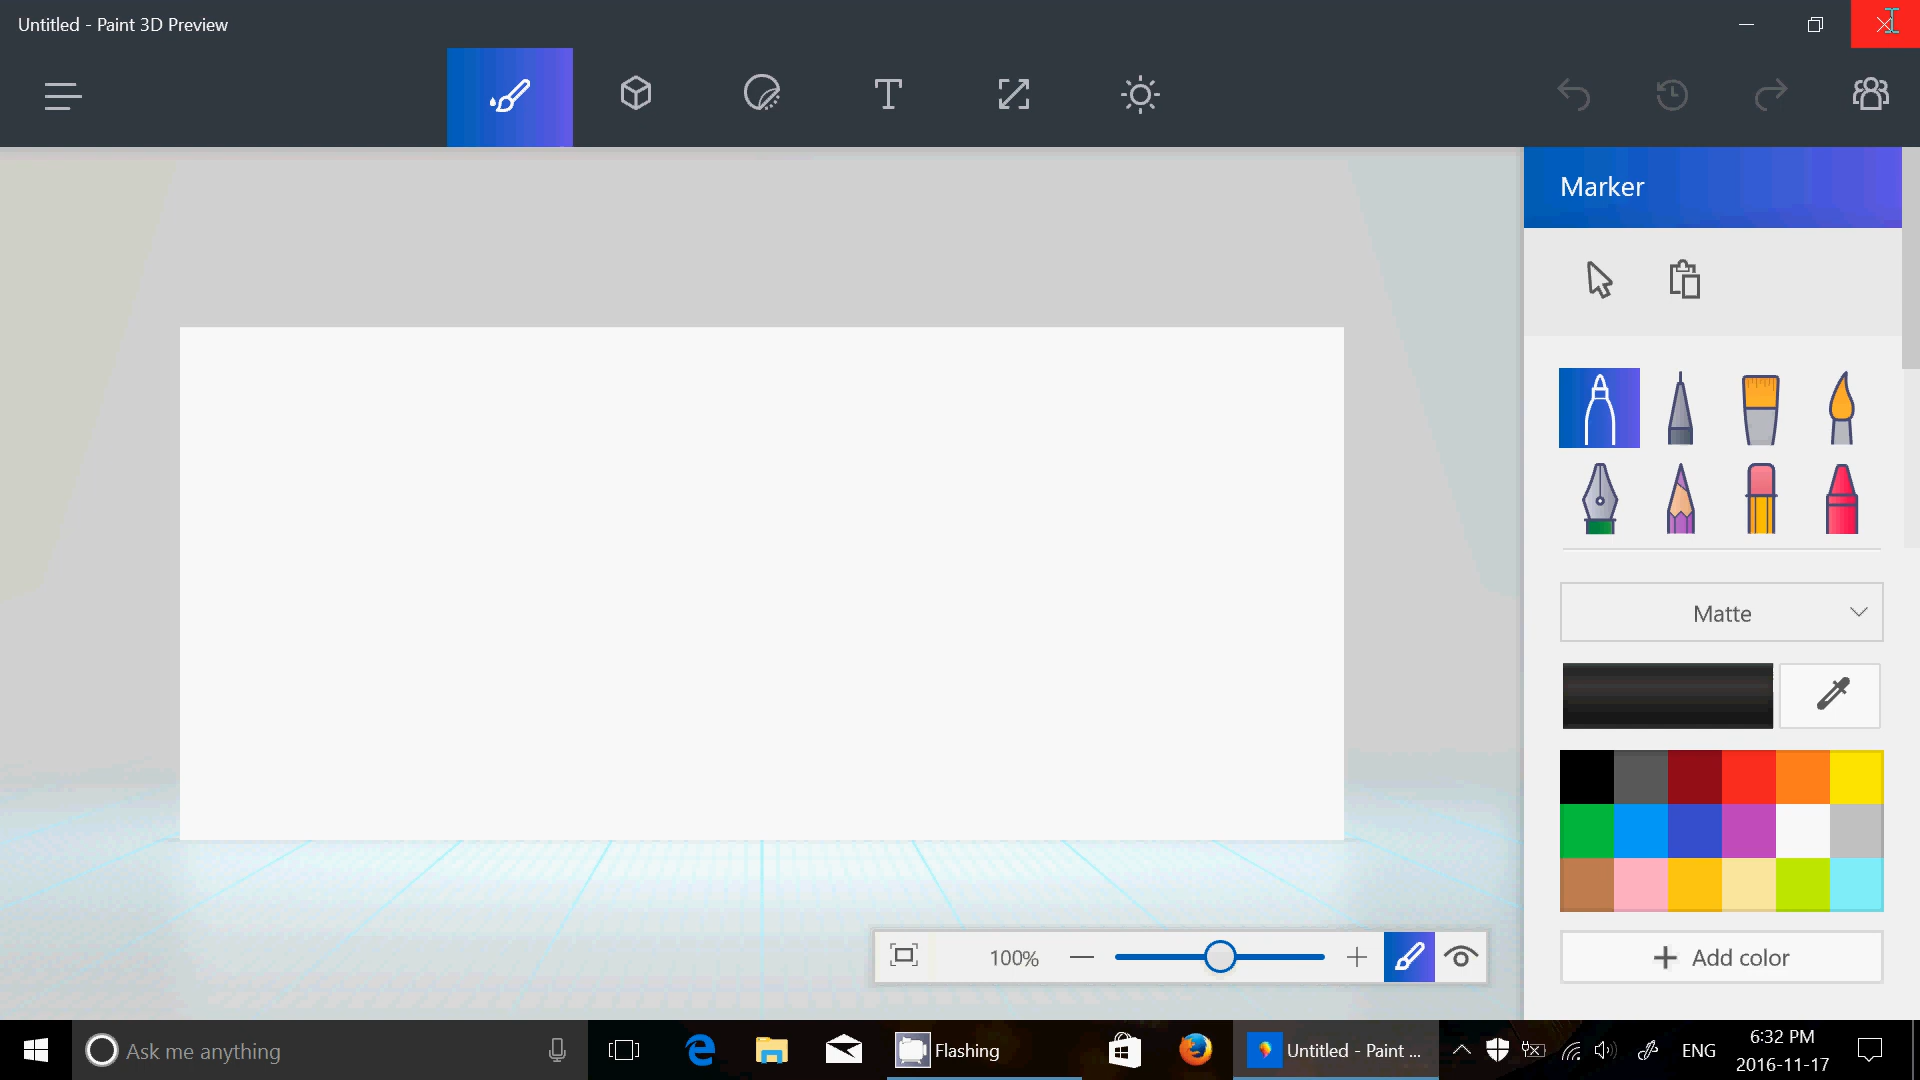 Untitled - Paint 3D Preview
Marker
Matte
100%
Add color
Ask me anything
Flashing
Untitled - Paint ...
ENG
6:32 PM
2016-11-17